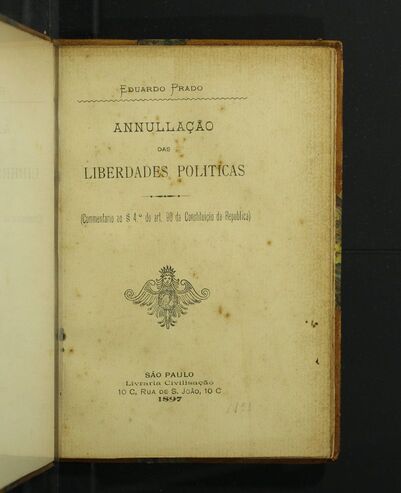 EDUARDO PRADO
ANNULLAÇÃO
DAS
LIBERDADES POLITICAS
(Commentario ao § 4.º do art. 90 da Constituição da Republica)
SÃO PAULO
Livraria Civilisação
10 C, RUA DE S. JOÃO, 10 C
1897